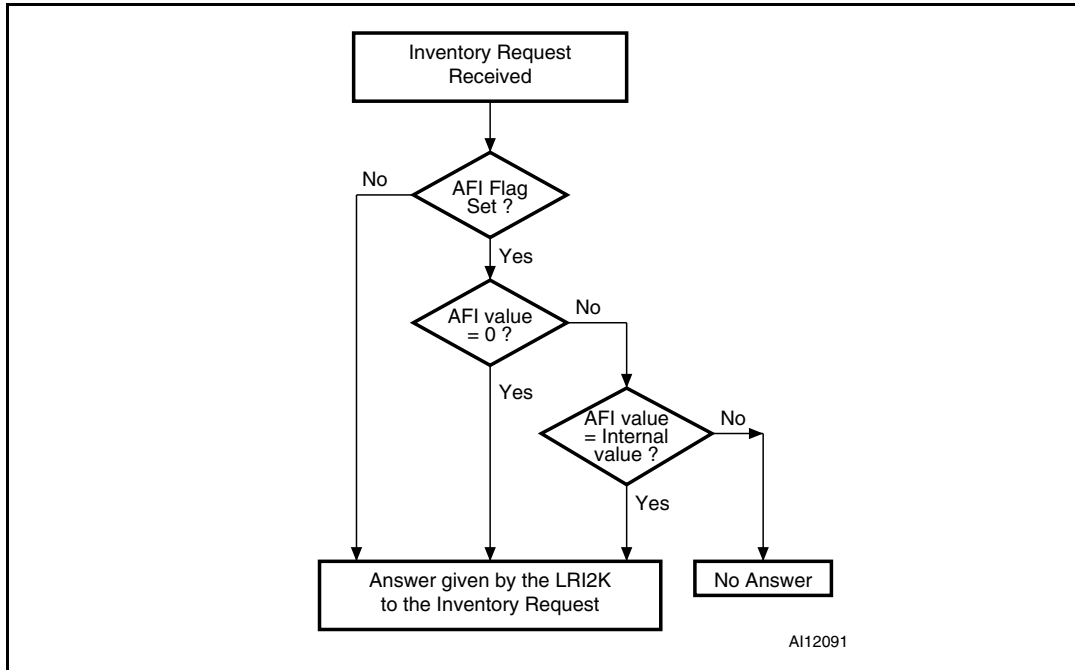 Inventory Request
Received
No
AFI Flag
Set ?
Yes
AFI value
= 0 ?
No
Yes
AFI value
= Internal
value ?
No
Yes
Answer given by the LRI2K
to the Inventory Request
No Answer
AI12091